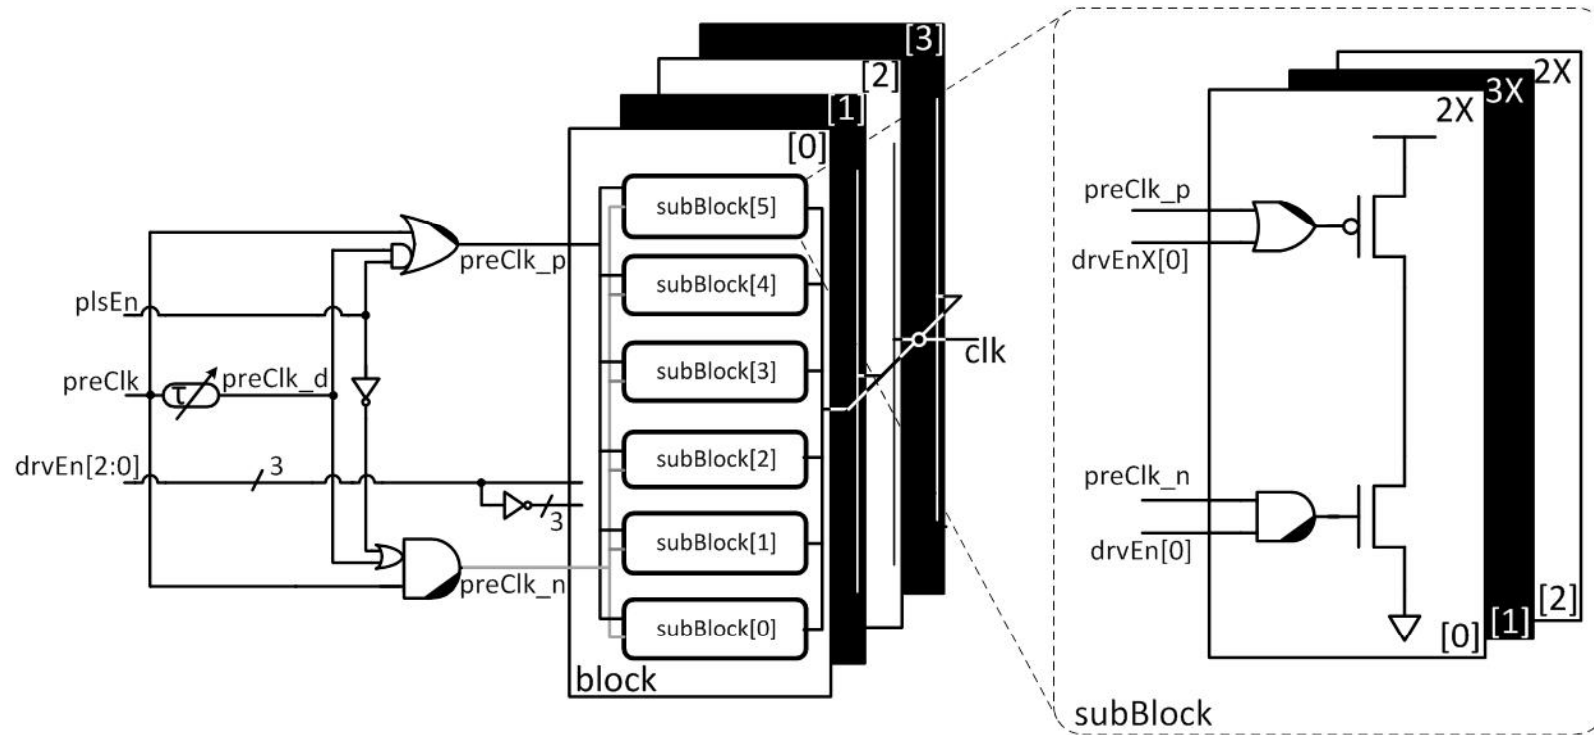 plsEn
preClk
τ
preClk_d
drvEn[2:0]
3
3
preClk_p
preClk_n
[3]
[2]
[1]
[0]
subBlock[5]
subBlock[4]
subBlock[3]
subBlock[2]
subBlock[1]
subBlock[0]
block
clk
2X
3X
2X
preClk_p
drvEnX[0]
preClk_n
drvEn[0]
[0]
[1]
[2]
subBlock